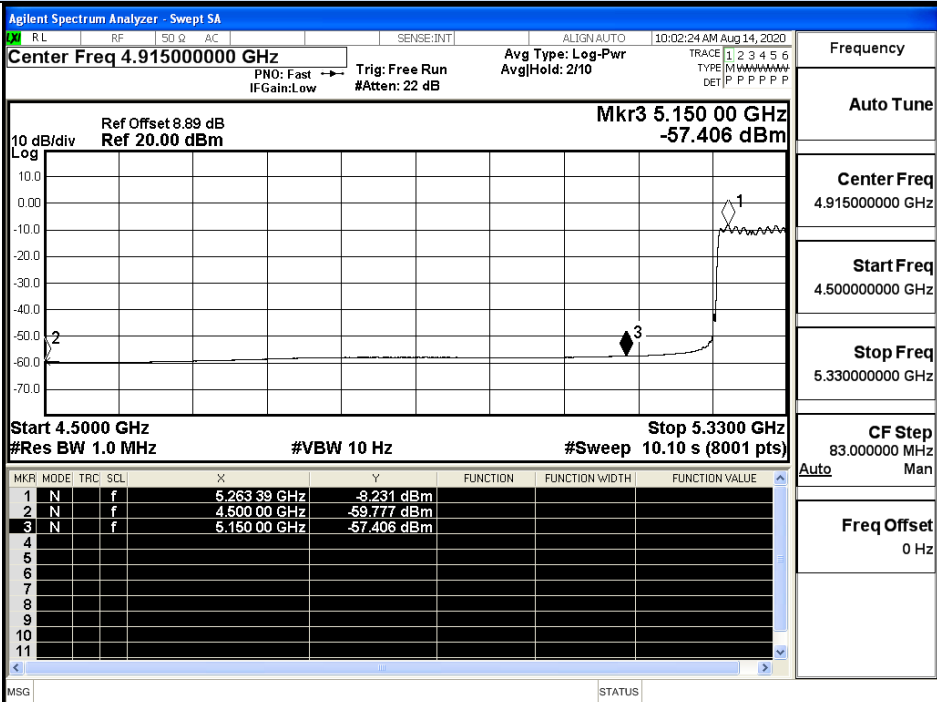 Agilent Spectrum Analyzer - Swept SA
LXI RL RF 50 Ω AC SENSE:INT ALIGN AUTO 10:02:24 AM Aug 14, 2020
Center Freq 4.915000000 GHz
PNO: Fast
IFGain:Low
Trig: Free Run
#Atten: 22 dB
Avg Type: Log-Pwr
Avg|Hold: 2/10
TRACE 1 2 3 4 5 6
TYPE MWWWWW
DET P P P P P P
Ref Offset 8.89 dB
10 dB/div Ref 20.00 dBm
Log
Mkr3 5.150 00 GHz
-57.406 dBm
10.0
0.00
-10.0
-20.0
-30.0
-40.0
-50.0
-60.0
-70.0
1
2
3
Start 4.5000 GHz Stop 5.3300 GHz
#Res BW 1.0 MHz #VBW 10 Hz #Sweep 10.10 s (8001 pts)
MKR MODE TRC SCL X Y FUNCTION FUNCTION WIDTH FUNCTION VALUE
1 N f 5.263 39 GHz -8.231 dBm
2 N f 4.500 00 GHz -59.777 dBm
3 N f 5.150 00 GHz -57.406 dBm
4
5
6
7
8
9
10
11
MSG STATUS
Frequency
Auto Tune
Center Freq
4.915000000 GHz
Start Freq
4.500000000 GHz
Stop Freq
5.330000000 GHz
CF Step
83.000000 MHz
Auto Man
Freq Offset
0 Hz